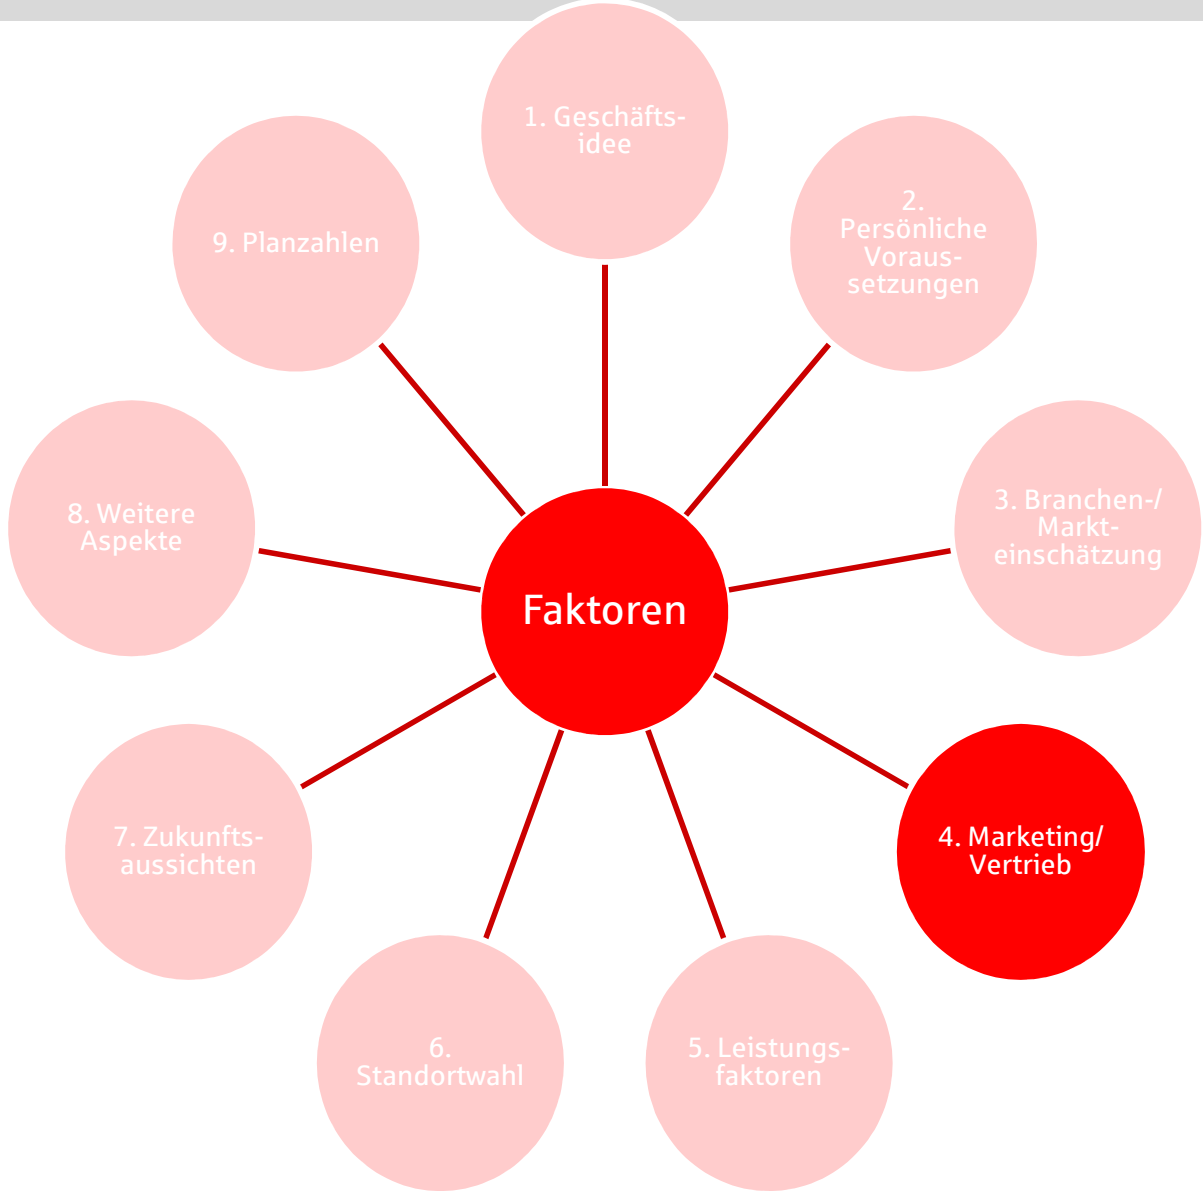 1. Geschäfts-
idee
2.
Persönliche
Voraus-
setzungen
3. Branchen-/
Markt-
einschätzung
4. Marketing/
Vertrieb
5. Leistungs-
faktoren
6.
Standortwahl
7. Zukunfts-
aussichten
8. Weitere
Aspekte
9. Planzahlen
Faktoren